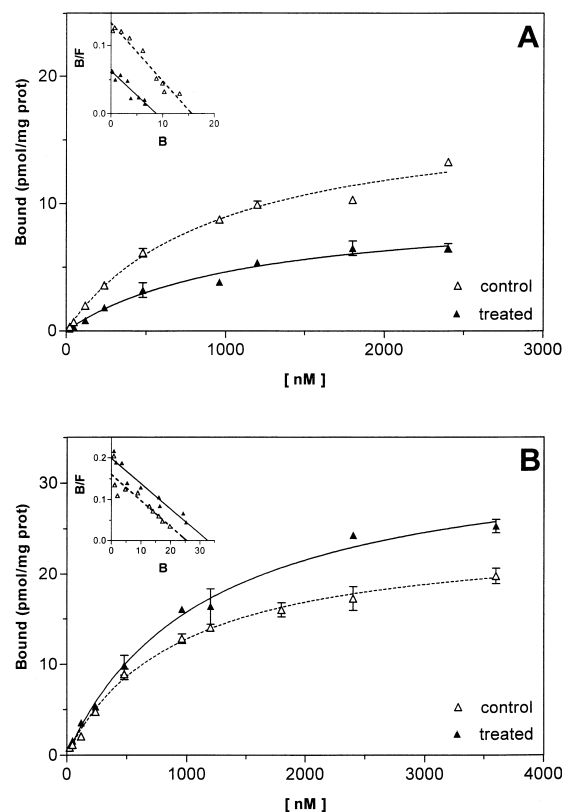 A
20
10
0
Bound (pmol/mg prot)
0 1000 2000 3000
[ nM ]
0.1
0.0
B/F
0 10 20
B
control
treated
B
30
20
10
0
Bound (pmol/mg prot)
0 1000 2000 3000 4000
[ nM ]
0.2
0.1
0.0
B/F
0 10 20 30
B
control
treated